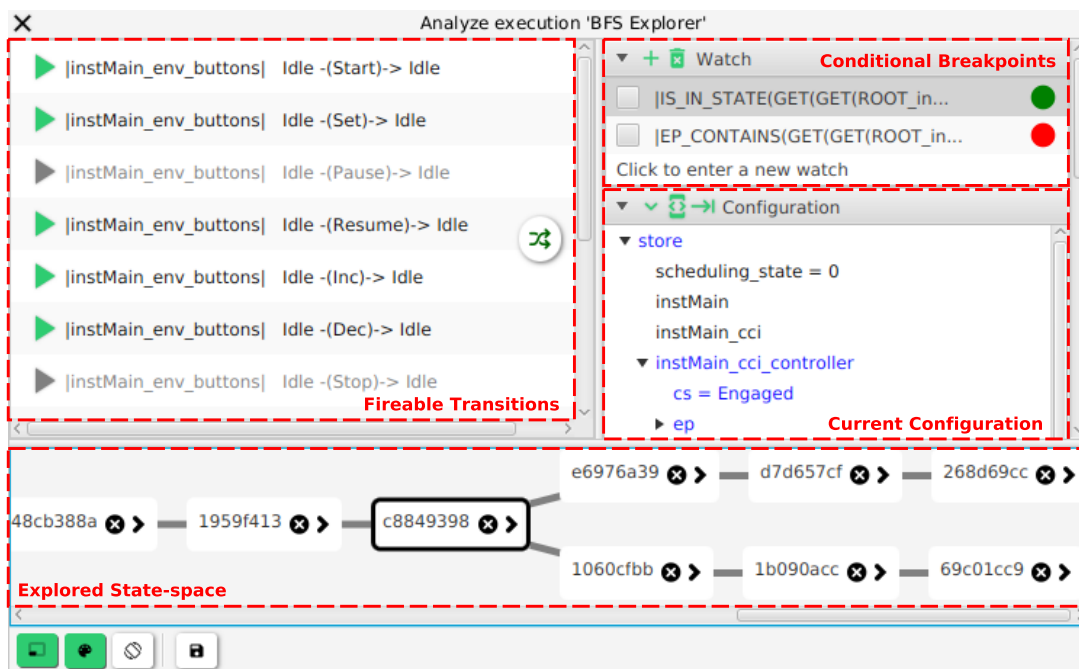 Analyze execution 'BFS Explorer'
|instMain_env_buttons| Idle -(Start)-> Idle
|instMain_env_buttons| Idle -(Set)-> Idle
|instMain_env_buttons| Idle -(Pause)-> Idle
|instMain_env_buttons| Idle -(Resume)-> Idle
|instMain_env_buttons| Idle -(Inc)-> Idle
|instMain_env_buttons| Idle -(Dec)-> Idle
|instMain_env_buttons| Idle -(Stop)-> Idle
Fireable Transitions
Watch
Conditional Breakpoints
|IS_IN_STATE(GET(GET(ROOT_in...
|EP_CONTAINS(GET(GET(ROOT_in...
Click to enter a new watch
Configuration
store
scheduling_state = 0
instMain
instMain_cci
instMain_cci_controller
cs = Engaged
ep
Current Configuration
e6976a39 d7d657cf 268d69cc
48cb388a 1959f413 c8849398
1060cfbb 1b090acc 69c01cc9
Explored State-space